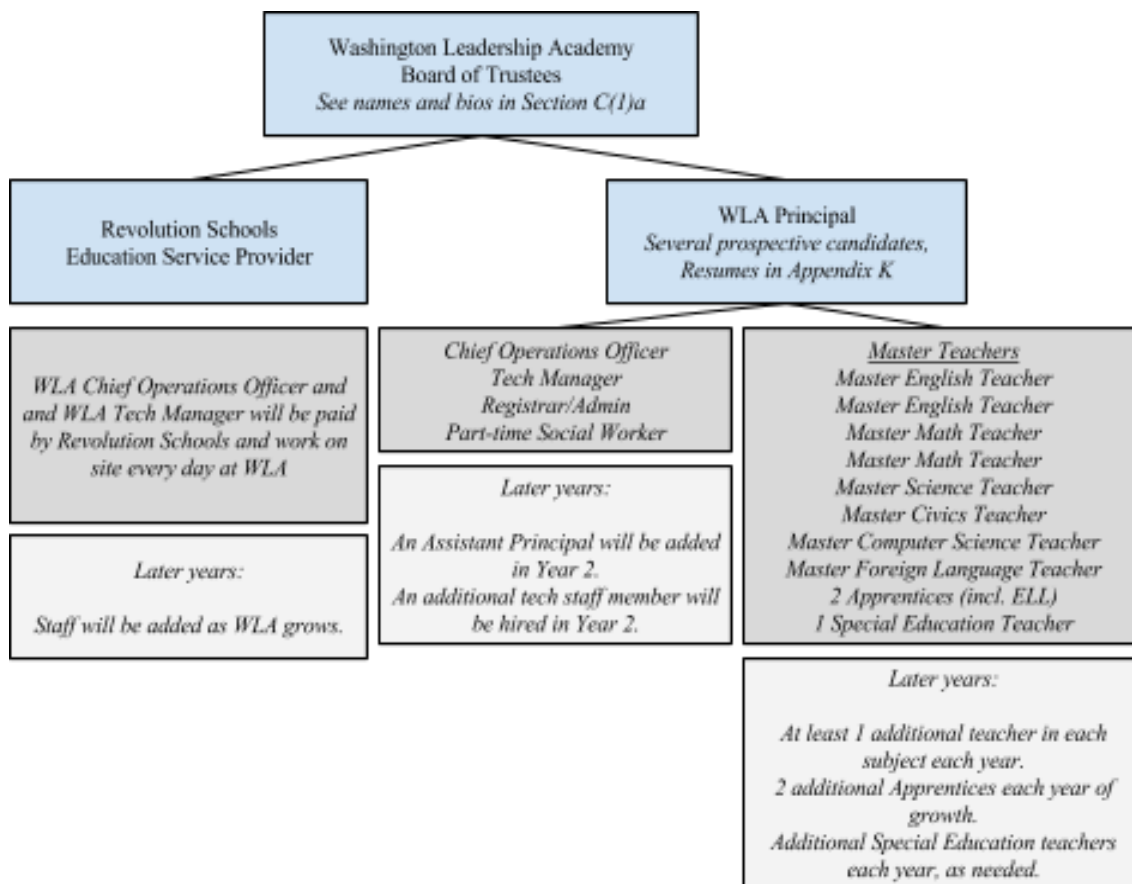 Washington Leadership Academy
Board of Trustees
See names and bios in Section C(1)a
Revolution Schools
Education Service Provider
WLA Principal
Several prospective candidates,
Resumes in Appendix K
WLA Chief Operations Officer and
and WLA Tech Manager will be paid
by Revolution Schools and work on
site every day at WLA
Later years:
Staff will be added as WLA grows.
Chief Operations Officer
Tech Manager
Registrar/Admin
Part-time Social Worker
Later years:
An Assistant Principal will be added
in Year 2.
An additional tech staff member will
be hired in Year 2.
Master Teachers
Master English Teacher
Master English Teacher
Master Math Teacher
Master Math Teacher
Master Science Teacher
Master Civics Teacher
Master Computer Science Teacher
Master Foreign Language Teacher
2 Apprentices (incl. ELL)
1 Special Education Teacher
Later years:
At least 1 additional teacher in each
subject each year.
2 additional Apprentices each year of
growth.
Additional Special Education teachers
each year, as needed.